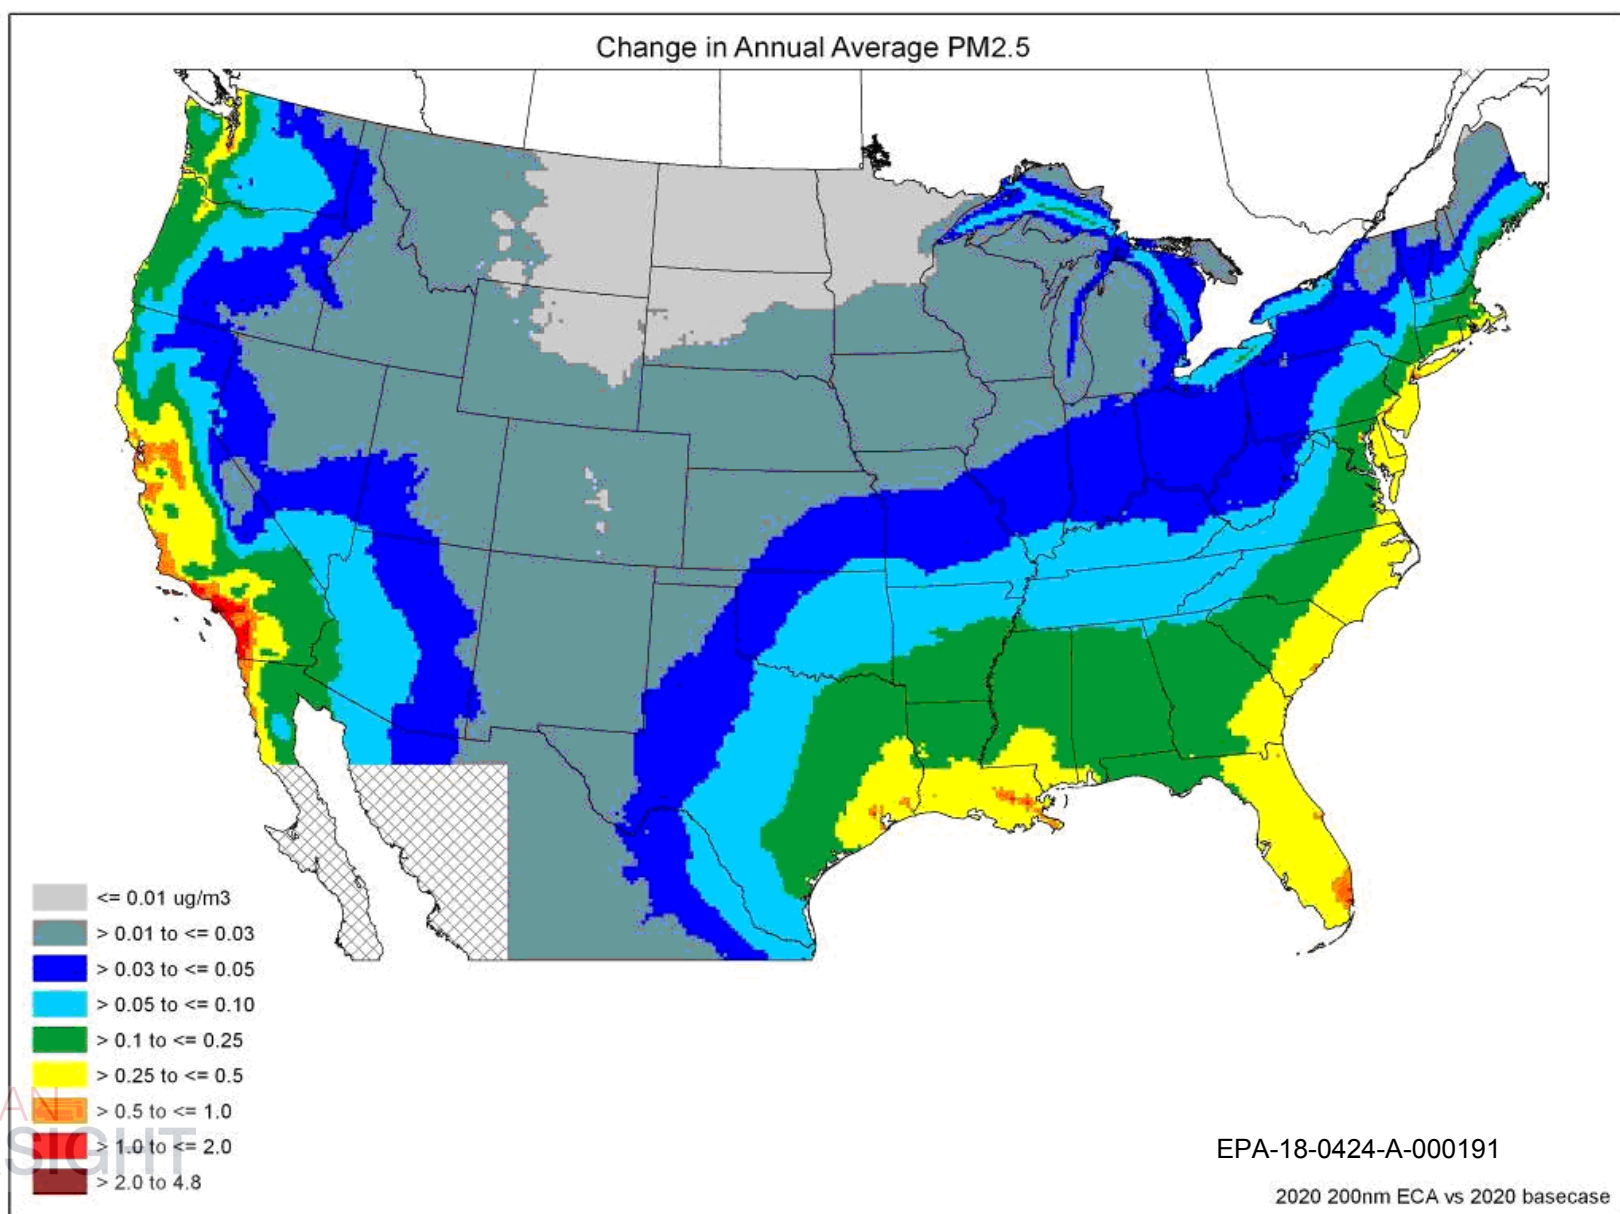 Change in Annual Average PM2.5
<= 0.01 ug/m3
> 0.01 to <= 0.03
> 0.03 to <= 0.05
> 0.05 to <= 0.10
> 0.1 to <= 0.25
> 0.25 to <= 0.5
> 0.5 to <= 1.0
> 1.0 to <= 2.0
> 2.0 to 4.8
AN
SIGHT
EPA-18-0424-A-000191
2020 200nm ECA vs 2020 basecase